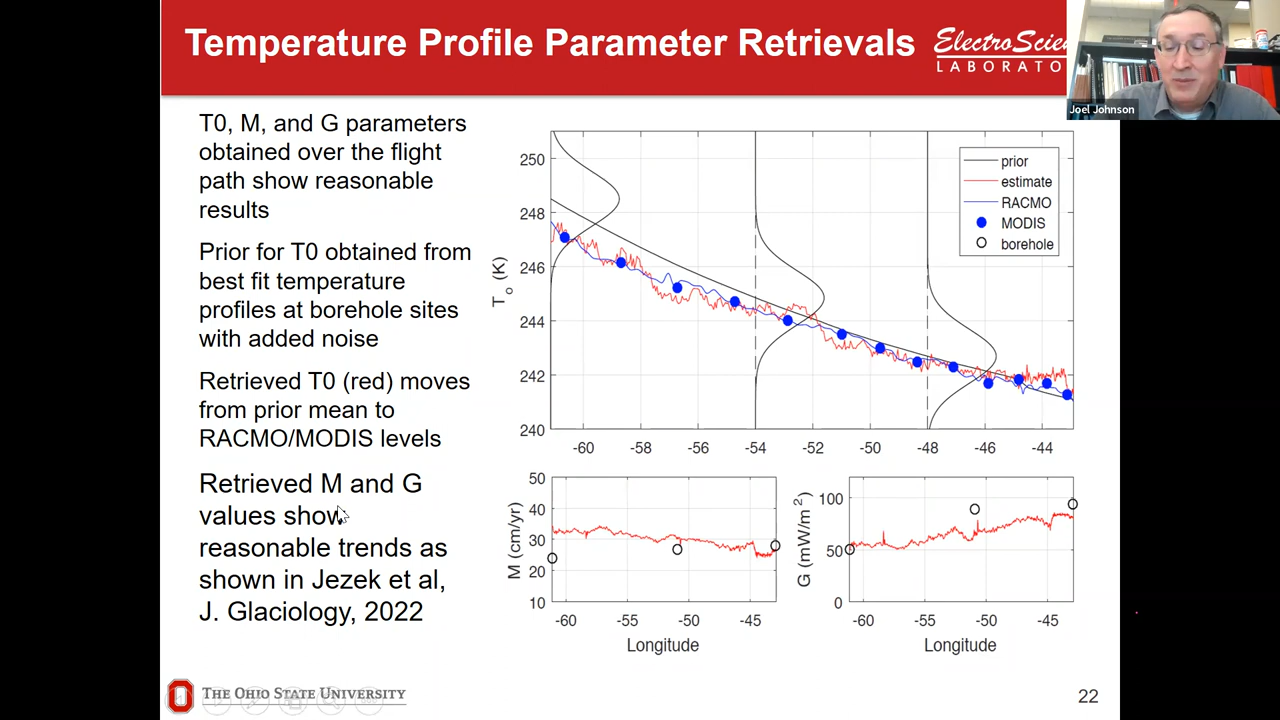 Temperature Profile Parameter Retrievals
ElectroScien
LABORATO
Joel Johnson
T0, M, and G parameters
obtained over the flight
path show reasonable
results
Prior for T0 obtained from
best fit temperature
profiles at borehole sites
with added noise
Retrieved T0 (red) moves
from prior mean to
RACMO/MODIS levels
Retrieved M and G
values show
reasonable trends as
shown in Jezek et al,
J. Glaciology, 2022
250
248
246
244
242
240
T₀ (K)
-60 -58 -56 -54 -52 -50 -48 -46 -44
prior
estimate
RACMO
MODIS
borehole
50
40
30
20
10
M (cm/yr)
-60 -55 -50 -45
Longitude
100
50
0
G (mW/m²)
-60 -55 -50 -45
Longitude
THE OHIO STATE UNIVERSITY
22